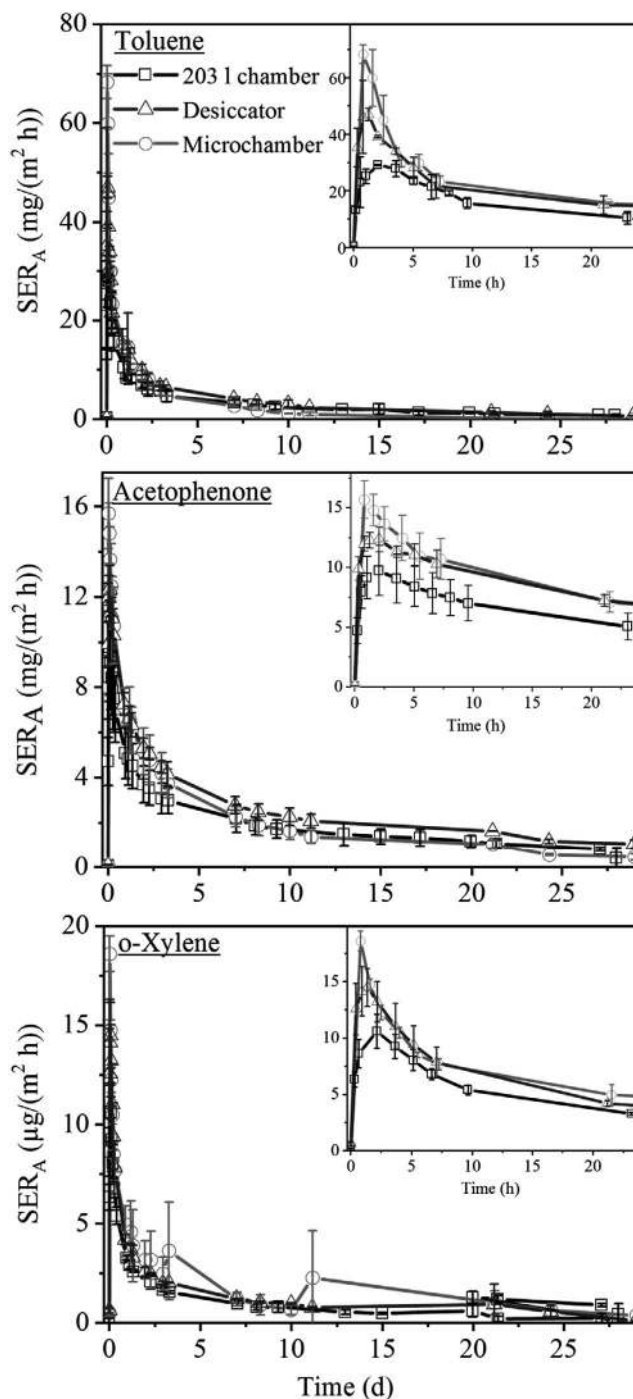 Toluene
203 l chamber
Desiccator
Microchamber
SER_A (mg/(m² h))
80
60
40
20
0
0 5 10 15 20 25
60
40
20
0
0 5 10 15 20
Time (h)
Acetophenone
SERA (mg/(m² h))
16
12
8
4
0
0 5 10 15 20 25
15
10
5
0
0 5 10 15 20
Time (h)
o-Xylene
SER_A (µg/(m² h))
20
15
10
5
0
0 5 10 15 20 25
15
10
5
0
0 5 10 15 20
Time (h)
Time (d)